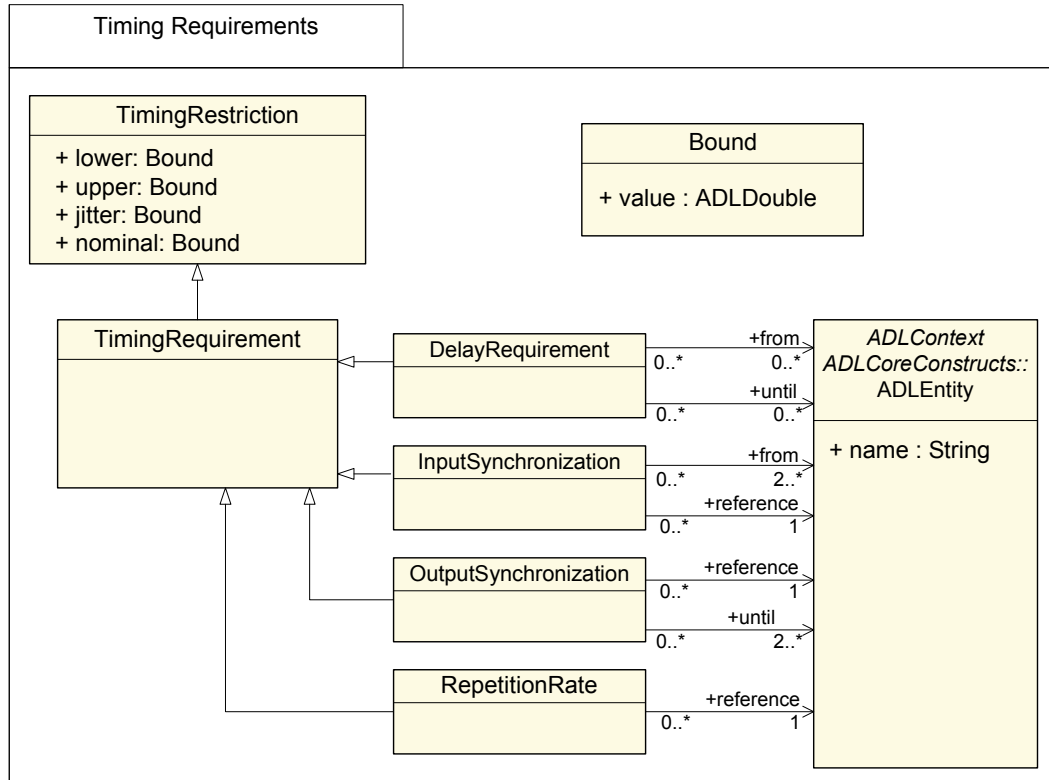 Timing Requirements
TimingRestriction
+ lower: Bound
+ upper: Bound
+ jitter: Bound
+ nominal: Bound
Bound
+ value : ADLDouble
TimingRequirement
DelayRequirement
+from
0..*
0..*
+until
0..*
0..*
InputSynchronization
+from
0..*
2..*
+reference
0..*
1
OutputSynchronization
+reference
0..*
1
+until
0..*
2..*
RepetitionRate
+reference
0..*
1
ADLContext
ADLCoreConstructs::
ADLEntity
+ name : String